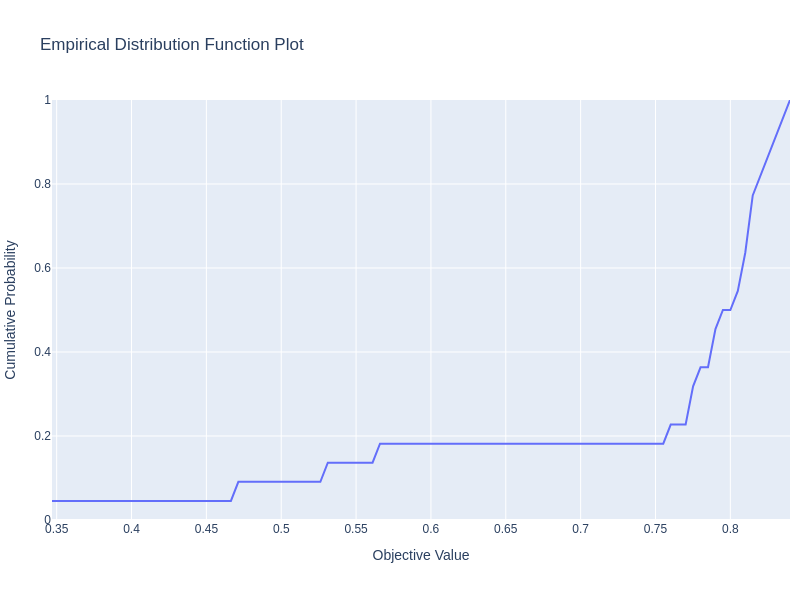 Empirical Distribution Function Plot
1
0.8
0.6
0.4
0.2
0
Cumulative Probability
0.35 0.4 0.45 0.5 0.55 0.6 0.65 0.7 0.75 0.8
Objective Value